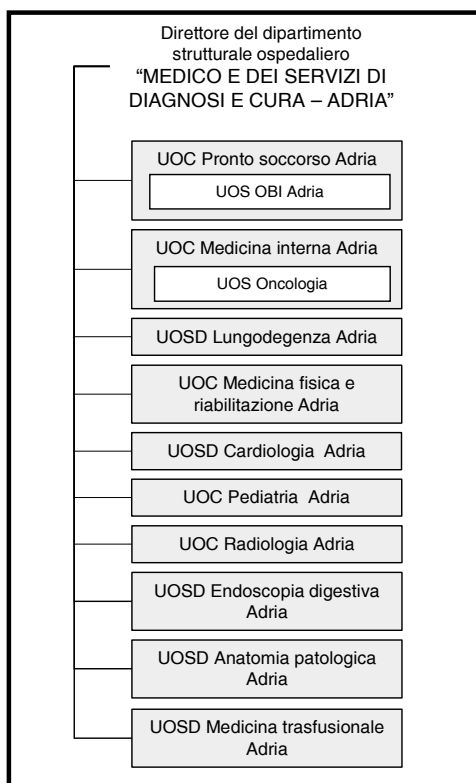 Direttore del dipartimento
strutturale ospedaliero
“MEDICO E DEI SERVIZI DI
DIAGNOSI E CURA – ADRIA”
UOC Pronto soccorso Adria
UOS OBI Adria
UOC Medicina interna Adria
UOS Oncologia
UOSD Lungodegenza Adria
UOC Medicina fisica e
riabilitazione Adria
UOSD Cardiologia Adria
UOC Pediatria Adria
UOC Radiologia Adria
UOSD Endoscopia digestiva
Adria
UOSD Anatomia patologica
Adria
UOSD Medicina trasfusionale
Adria